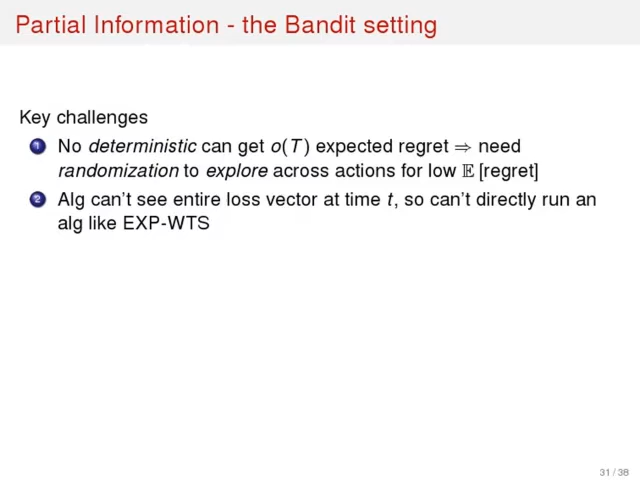 Partial Information - the Bandit setting
Key challenges
1 No deterministic can get o(T) expected regret ⇒ need
randomization to explore across actions for low 𝔼 [regret]
2 Alg can't see entire loss vector at time t, so can't directly run an
alg like EXP-WTS
31 / 38